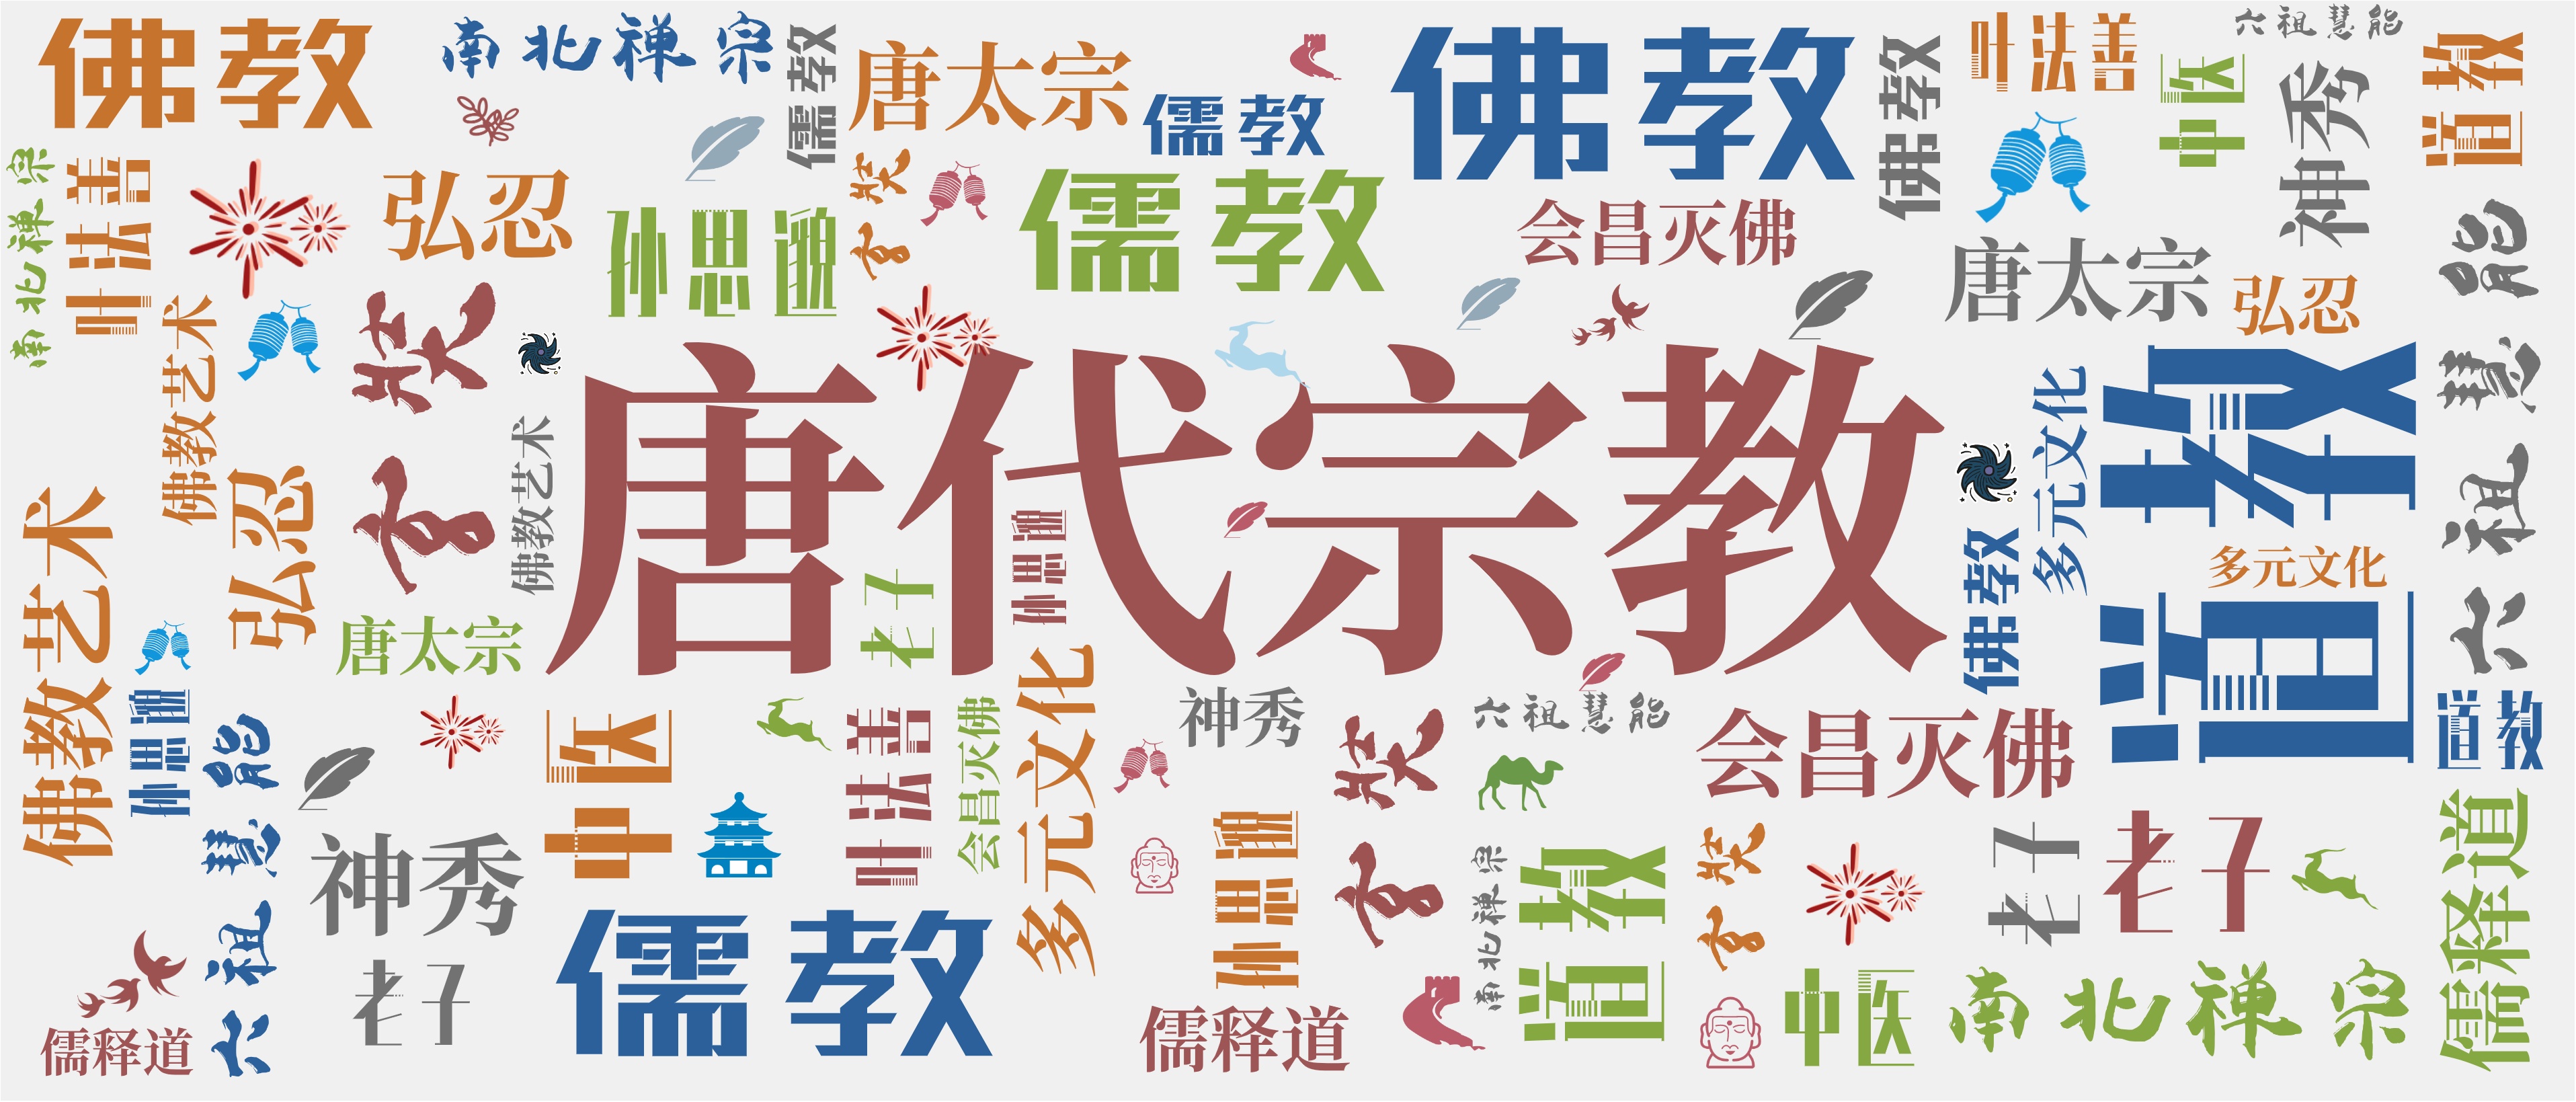 佛教
南北禅宗
儒教
唐太宗
儒教
佛教
佛教
叶法善
中医
六祖慧能
神秀
道教
南北禅宗
叶法善
弘忍
孙思邈
玄奘
儒教
会昌灭佛
唐太宗
弘忍
六祖慧能
佛教艺术
玄奘
佛教艺术
唐代宗教
多元文化
道教
佛教艺术
弘忍
孙思邈
老子
佛教
多元文化
唐太宗
孙思邈
六祖慧能
中医
叶法善
会昌灭佛
多元文化
神秀
玄奘
六祖慧能
会昌灭佛
道教
神秀
孙思邈
南北禅宗
道教
玄奘
老子
老子
儒释道
儒教
老子
儒释道
儒释道
中医
南北禅宗